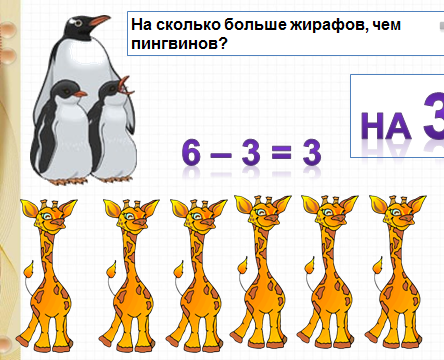 На сколько больше жирафов, чем
пингвинов?
НА 3
6 – 3 = 3